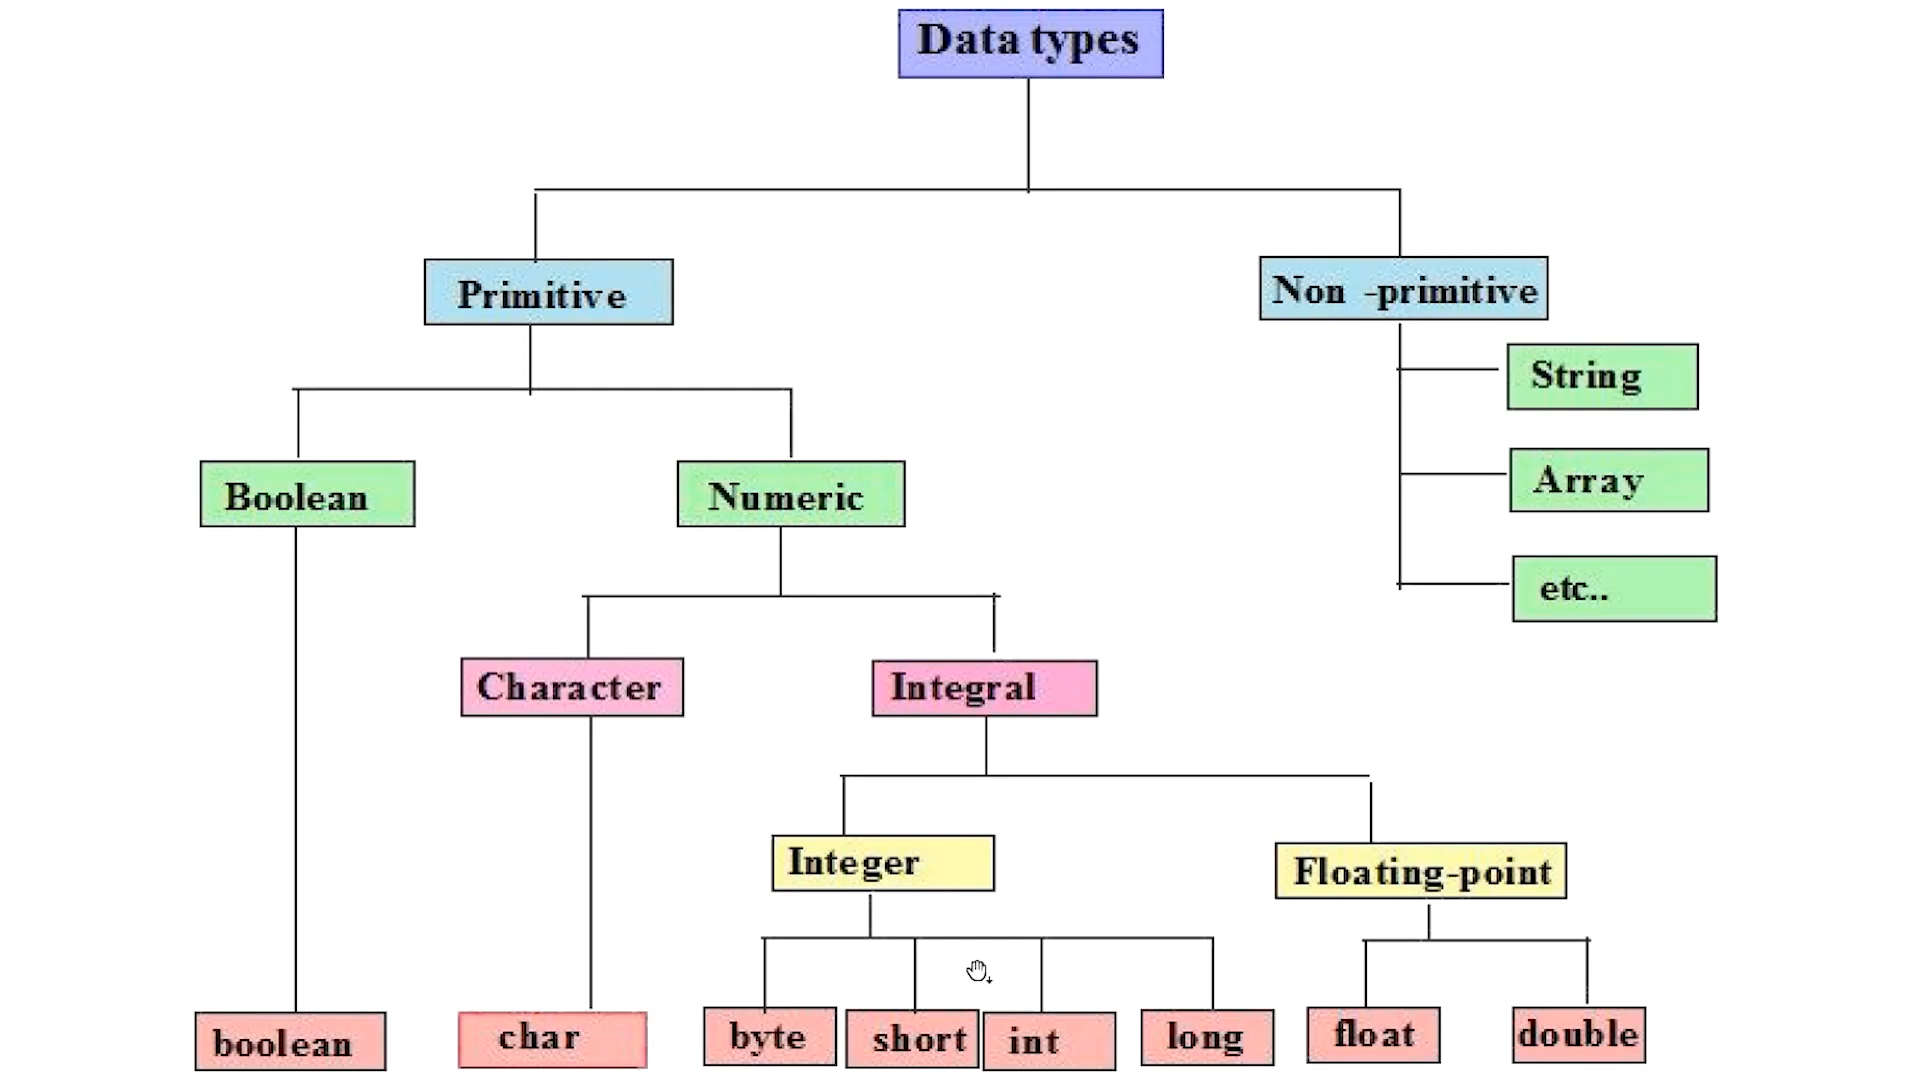 Data types
Primitive
Non -primitive
String
Array
etc..
Boolean
Numeric
Character
Integral
Integer
Floating-point
boolean
char
byte
short
int
long
float
double